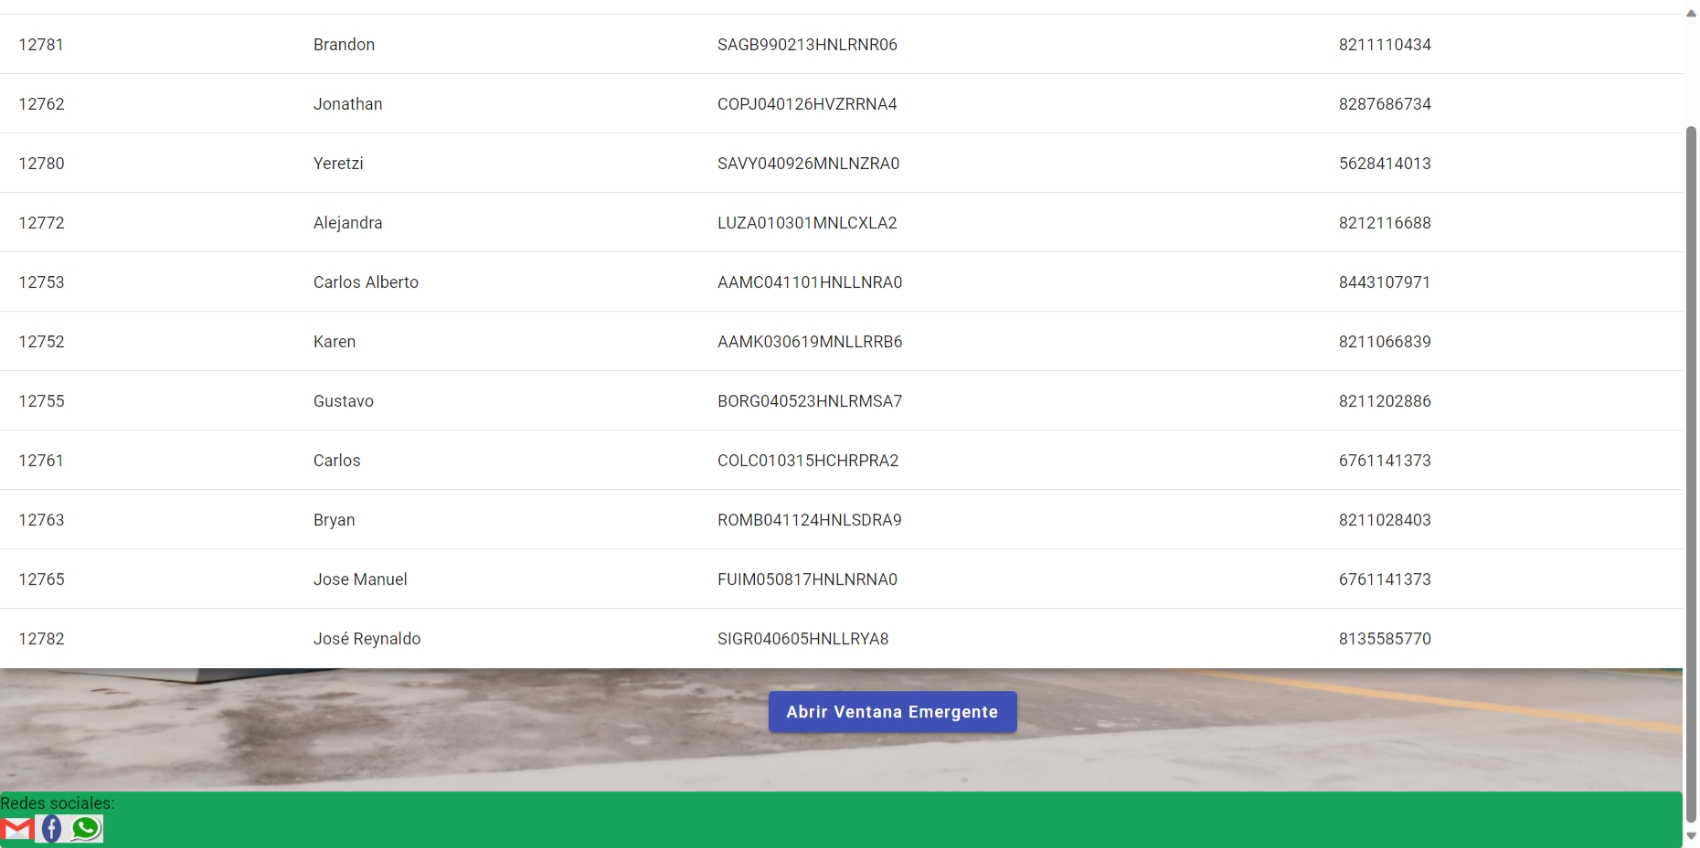 12781 Brandon SAGB990213HNLRNR06 8211110434
12762 Jonathan COPJ040126HVZRRNA4 8287686734
12780 Yeretzi SAVY040926MNLNZRA0 5628414013
12772 Alejandra LUZA010301MNLCXLA2 8212116688
12753 Carlos Alberto AAMC041101HNLLNRA0 8443107971
12752 Karen AAMK030619MNLLRRB6 8211066839
12755 Gustavo BORG040523HNLRMSA7 8211202886
12761 Carlos COLC010315HCHRPRA2 6761141373
12763 Bryan ROMB041124HNLSDRA9 8211028403
12765 Jose Manuel FUIM050817HNLNRNA0 6761141373
12782 José Reynaldo SIGR040605HNLLRYA8 8135585770
Abrir Ventana Emergente
Redes sociales: